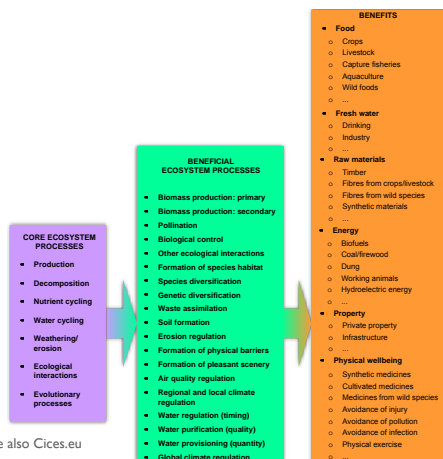 CORE ECOSYSTEM
PROCESSES
Production
Decomposition
Nutrient cycling
Water cycling
Weathering/
erosion
Ecological
interactions
Evolutionary
processes
e also Cices.eu
BENEFICIAL
ECOSYSTEM PROCESSES
Biomass production: primary
Biomass production: secondary
Pollination
Biological control
Other ecological interactions
Formation of species habitat
Species diversification
Genetic diversification
Waste assimilation
Soil formation
Erosion regulation
Formation of physical barriers
Formation of pleasant scenery
Air quality regulation
Regional and local climate
regulation
Water regulation (timing)
Water purification (quality)
Water provisioning (quantity)
Global climate regulation
BENEFITS
Food
o Crops
o Livestock
o Capture fisheries
o Aquaculture
o Wild foods
o ...
Fresh water
o Drinking
o Industry
o ...
Raw materials
o Timber
o Fibres from crops/livestock
o Fibres from wild species
o Synthetic materials
o ...
Energy
o Biofuels
o Coal/firewood
o Dung
o Working animals
o Hydroelectric energy
o ...
Property
o Private property
o Infrastructure
o ...
Physical wellbeing
o Synthetic medicines
o Cultivated medicines
o Medicines from wild species
o Avoidance of injury
o Avoidance of pollution
o Avoidance of infection
o Physical exercise
o ...